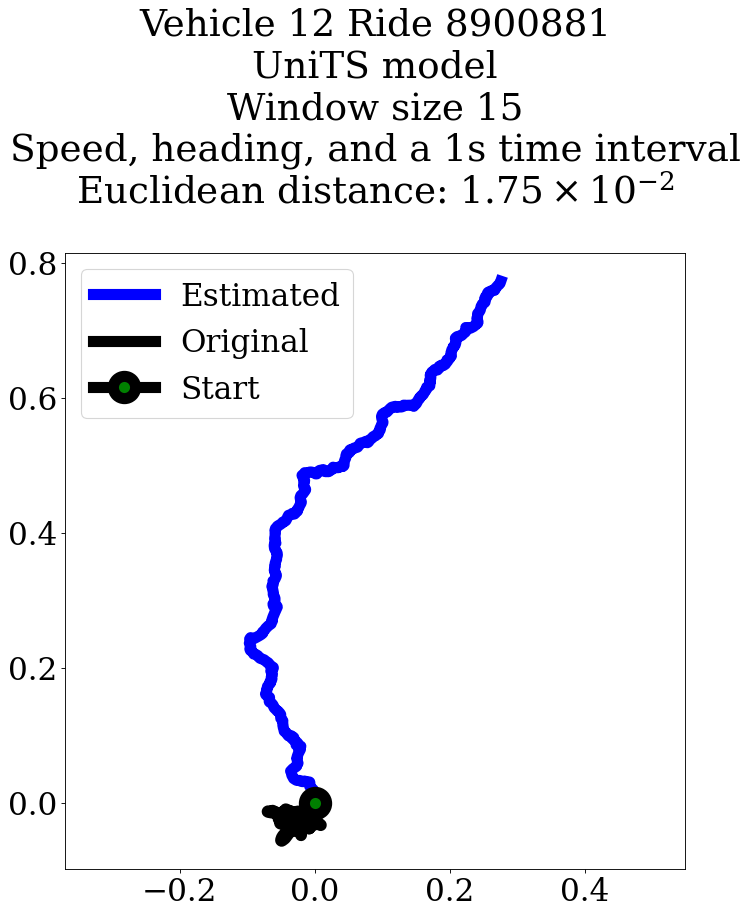 Vehicle 12 Ride 8900881
UniTS model
Window size 15
Speed, heading, and a 1s time interval
Euclidean distance: 1.75 × 10⁻²
0.8
0.6
0.4
0.2
0.0
Estimated
Original
Start
−0.2 0.0 0.2 0.4